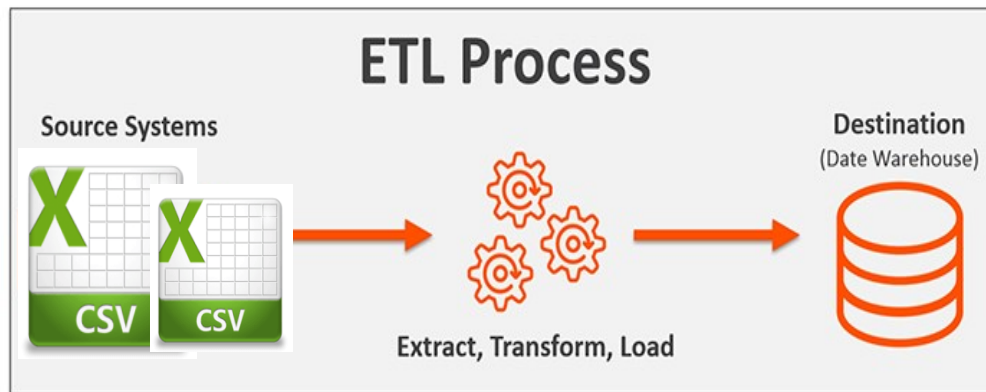 ETL Process
Source Systems
Destination
(Date Warehouse)
X
CSV
X
CSV
Extract, Transform, Load